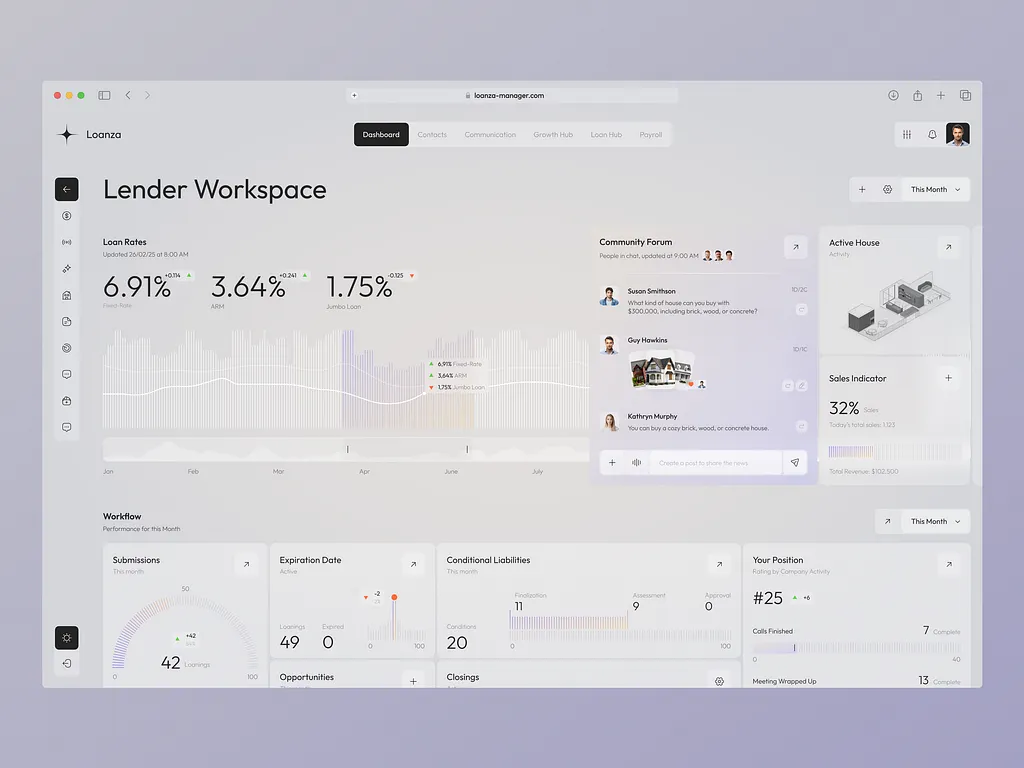 loanza-manager.com
Loanza
Dashboard
Contacts
Communication
Growth Hub
Loan Hub
Payroll
Lender Workspace
This Month
Loan Rates
Updated 26/02/25 at 8:00 AM
6.91%
+0.114
Fixed-Rate
3.64%
+0.241
ARM
1.75%
-0.125
Jumbo Loan
6,91% Fixed-Rate
3,64% ARM
1,75% Jumbo Loan
Jan
Feb
Mar
Apr
June
July
Community Forum
People in chat, updated at 9:00 AM
Susan Smithson
What kind of house can you buy with
$300,000, including brick, wood, or concrete?
Guy Hawkins
Kathryn Murphy
You can buy a cozy brick, wood, or concrete house.
Create a post to share the news.
Active House
Activity
Sales Indicator
32% Sales
Today's total sales: 1.123
Total Revenue: $102.500
Workflow
Performance for this Month
This Month
Submissions
This month
50
+42
42 Loanings
0
100
Expiration Date
Active
-2
Loanings
49
Expired
0
0
100
Opportunities
Conditional Liabilities
This month
Conditions
20
Finalization
11
Assessment
9
Approval
0
0
100
Closings
Your Position
Rating by Company Activity
#25
+6
Calls Finished
7 Complete
0
40
Meeting Wrapped Up
13 Complete